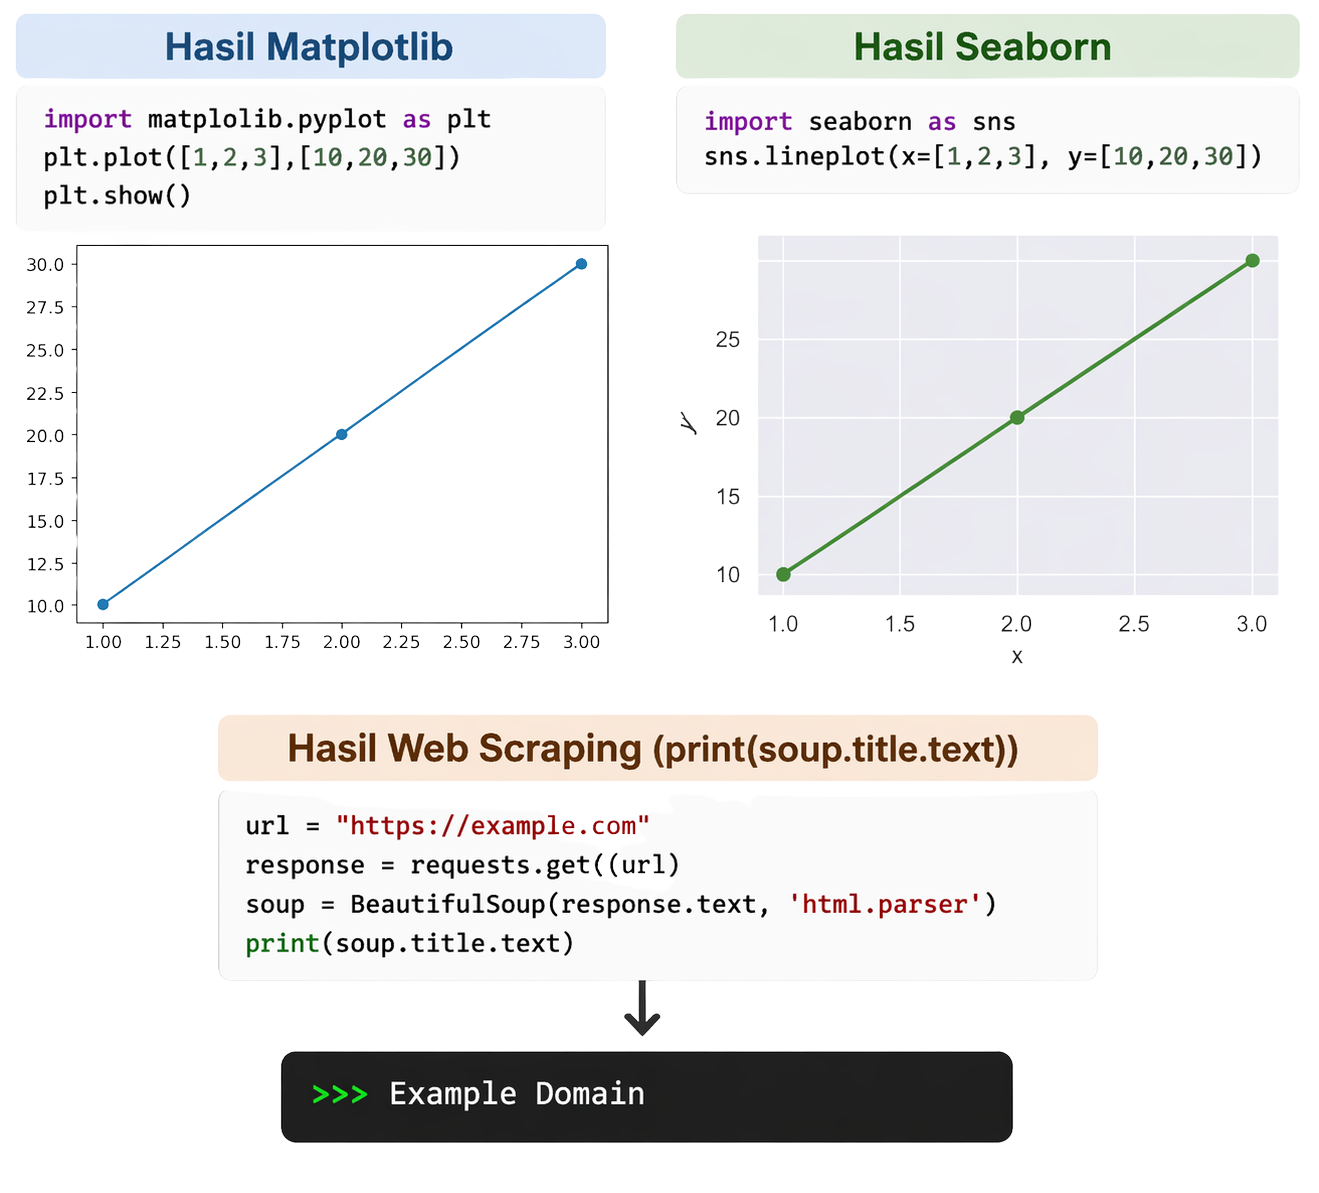 Hasil Matplotlib
import matplolib.pyplot as plt
plt.plot([1,2,3],[10,20,30])
plt.show()
30.0
27.5
25.0
22.5
20.0
17.5
15.0
12.5
10.0
1.00 1.25 1.50 1.75 2.00 2.25 2.50 2.75 3.00
Hasil Seaborn
import seaborn as sns
sns.lineplot(x=[1,2,3], y=[10,20,30])
25
20
15
10
y
1.0 1.5 2.0 2.5 3.0
x
Hasil Web Scraping (print(soup.title.text))
url = "https://example.com"
response = requests.get((url)
soup = BeautifulSoup(response.text, 'html.parser')
print(soup.title.text)
>>> Example Domain